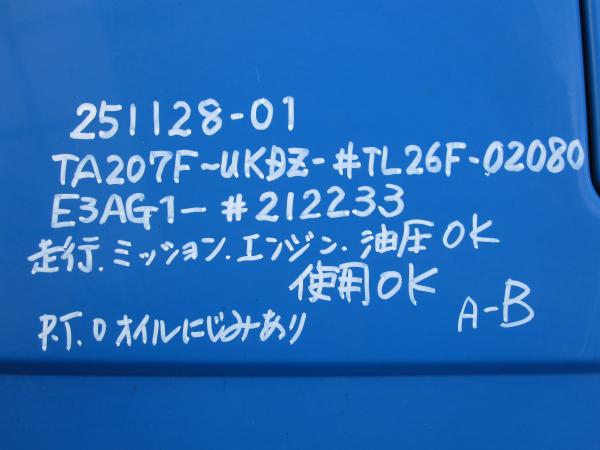 251128-01
TA207F~UKDZ-#TL26F-02080
E3AG1-#212233
走行.ミッション.エンジン.油圧OK
使用OK
A-B
P.T.O オイルにじみあり